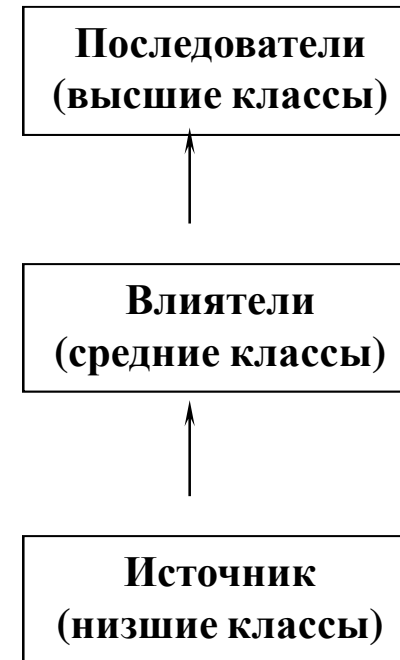 Последователи
(высшие классы)
Влиятели
(средние классы)
Источник
(низшие классы)